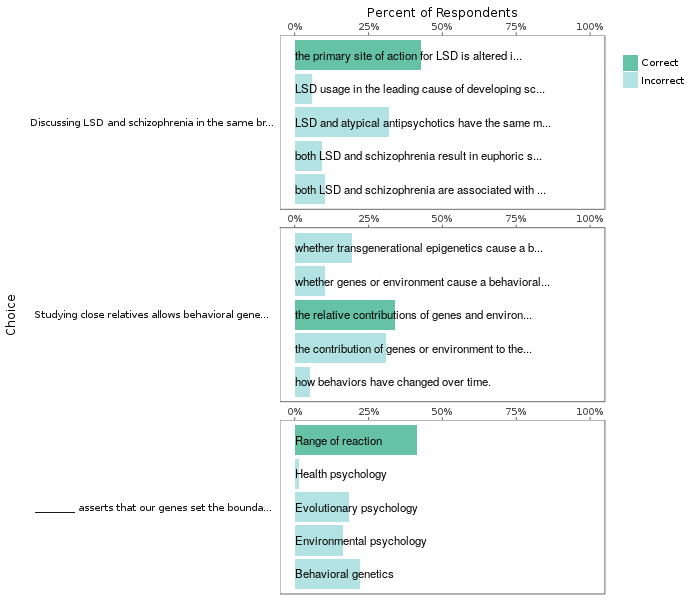 Percent of Respondents
0% 25% 50% 75% 100%
Discussing LSD and schizophrenia in the same br...
the primary site of action for LSD is altered i...
LSD usage in the leading cause of developing sc...
LSD and atypical antipsychotics have the same m...
both LSD and schizophrenia result in euphoric s...
both LSD and schizophrenia are associated with ...
Correct
Incorrect
0% 25% 50% 75% 100%
Choice
Studying close relatives allows behavioral gene...
whether transgenerational epigenetics cause a b...
whether genes or environment cause a behavioral...
the relative contributions of genes and environ...
the contribution of genes or environment to the...
how behaviors have changed over time.
0% 25% 50% 75% 100%
________ asserts that our genes set the bounda...
Range of reaction
Health psychology
Evolutionary psychology
Environmental psychology
Behavioral genetics